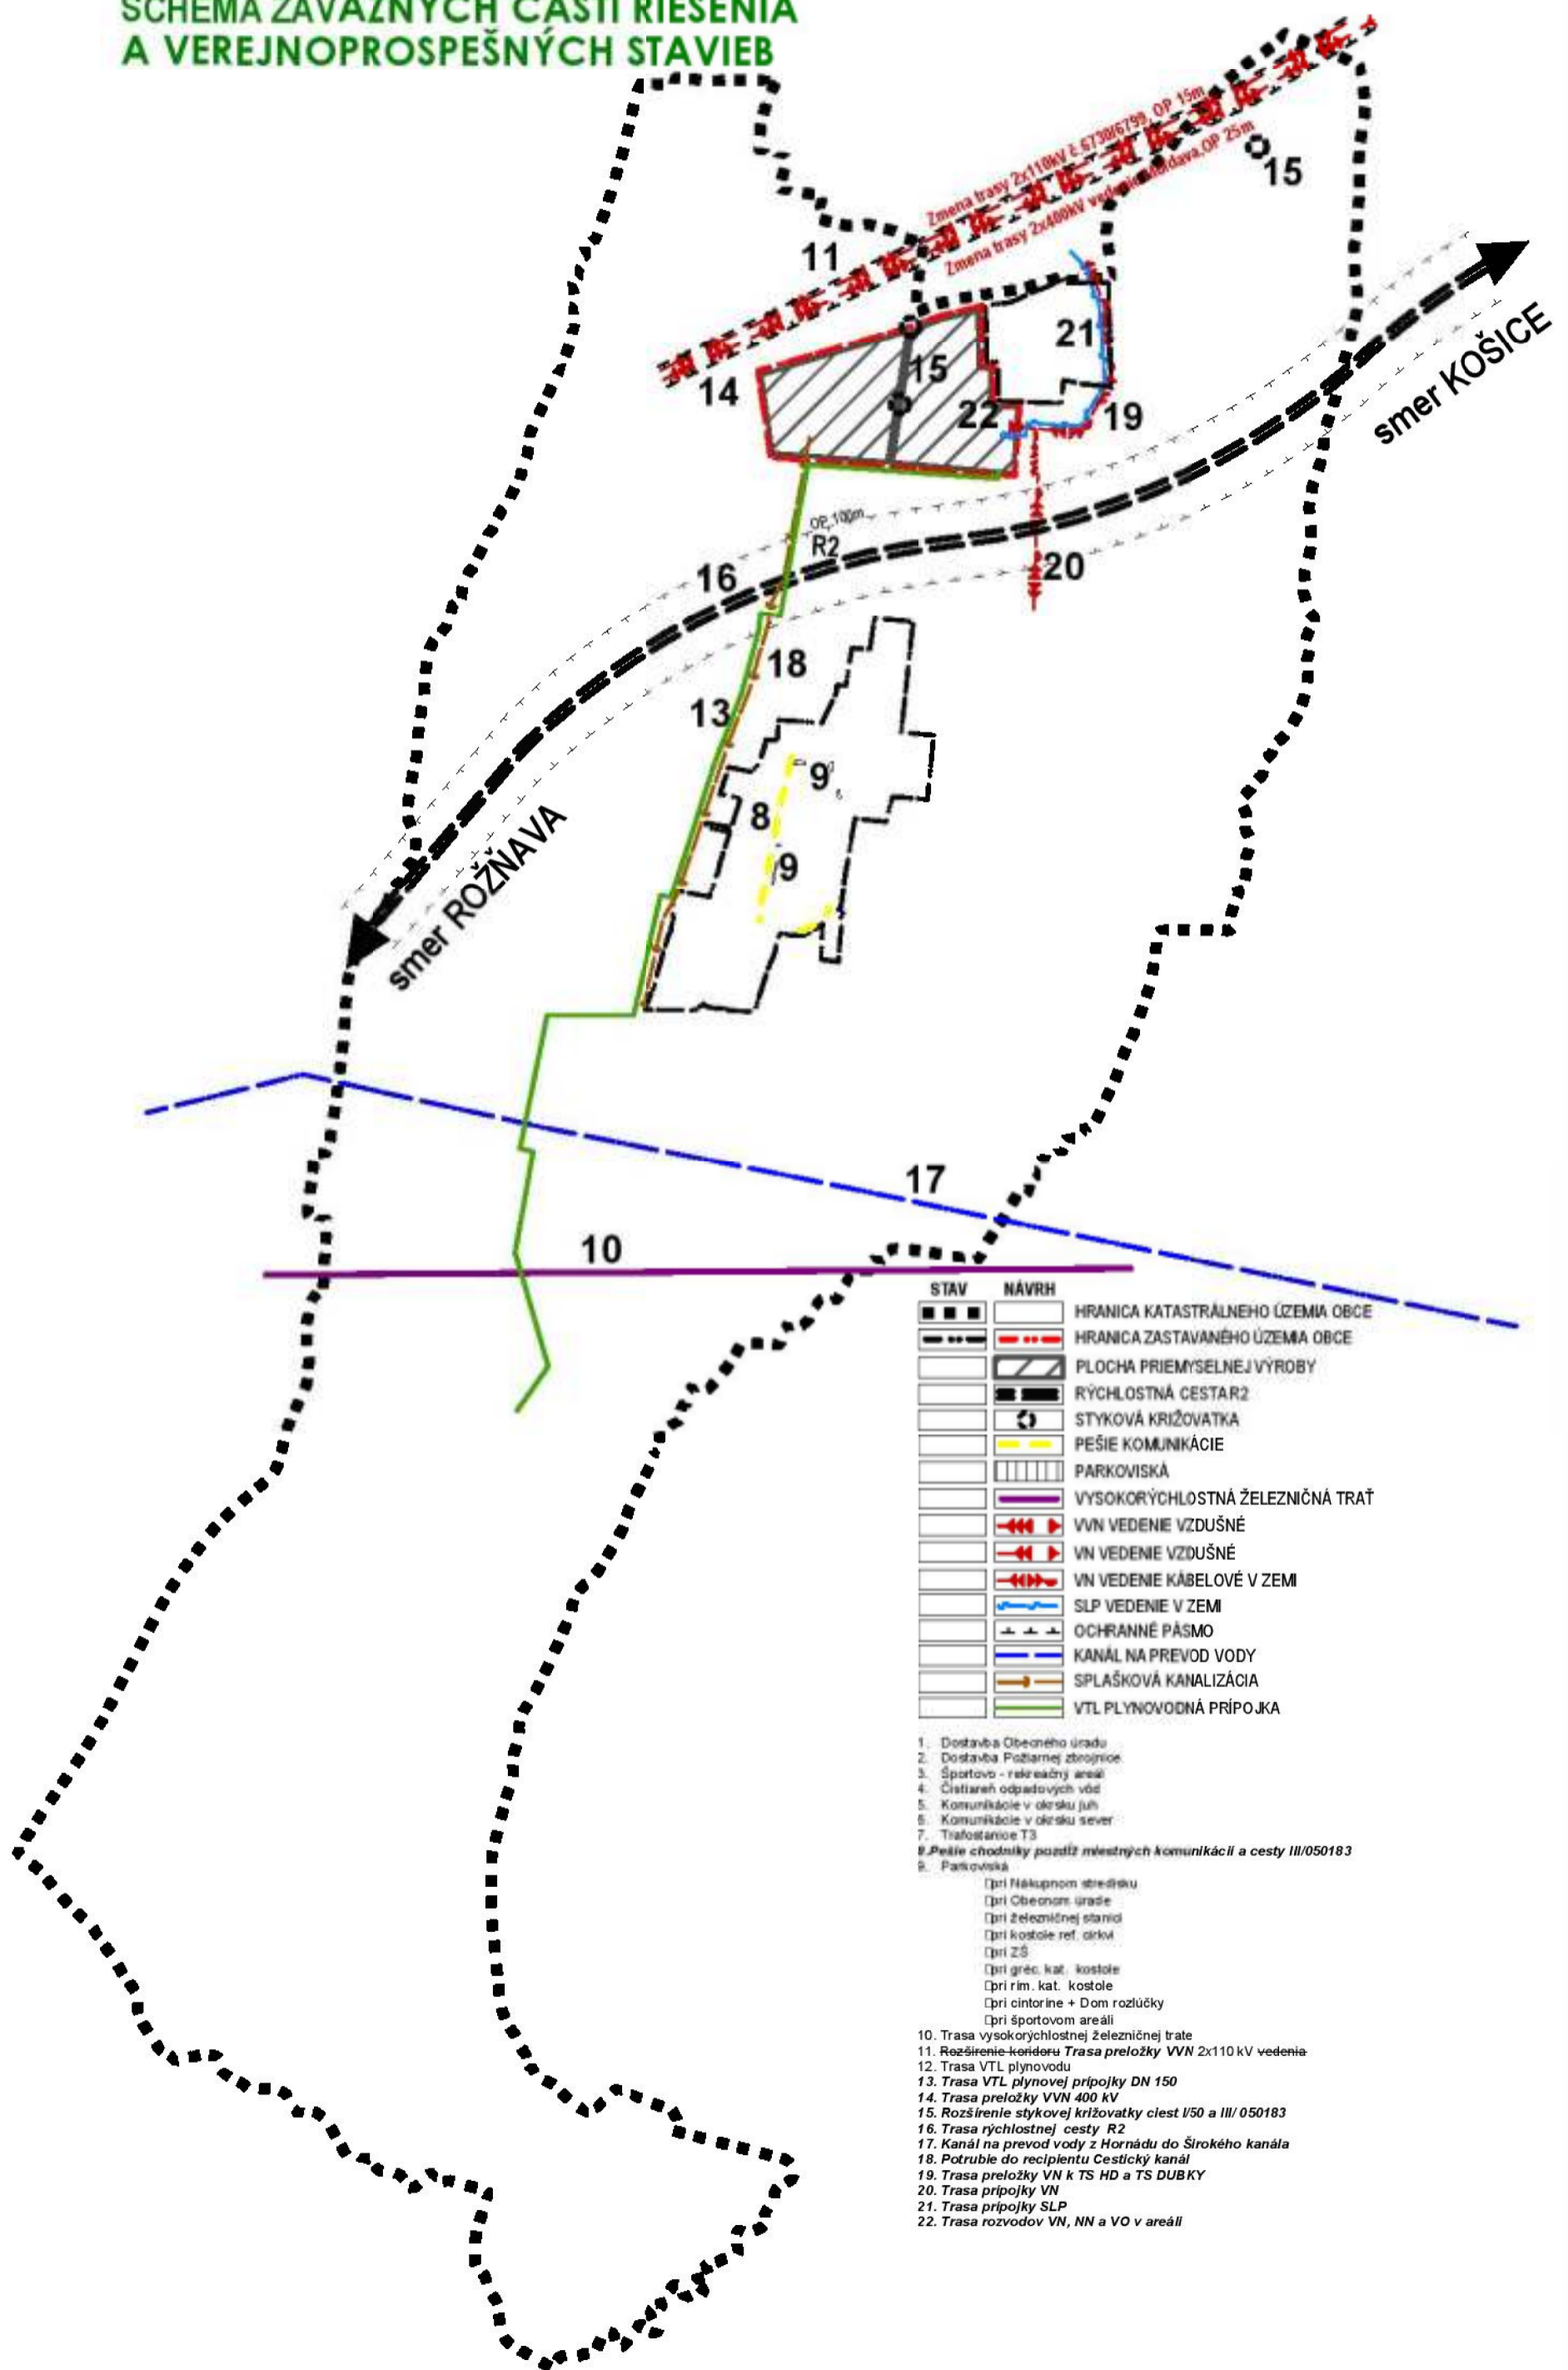 SCHÉMA ZÁVÄZNÝCH ČASTÍ RIEŠENIA
A VEREJNOPROSPEŠNÝCH STAVIEB
Zmena trasy 2x110kV č.6730/6799, OP 15m
Zmena trasy 2x400kV vedenie Moldava,OP 25m
15
11
21
14
15
22
19
smer KOŠICE
OP 100m
R2
16
20
18
13
9
8
9
smer ROŽŇAVA
17
10
STAV NÁVRH
HRANICA KATASTRÁLNEHO ÚZEMIA OBCE
HRANICA ZASTAVANÉHO ÚZEMIA OBCE
PLOCHA PRIEMYSELNEJ VÝROBY
RÝCHLOSTNÁ CESTA R2
STYKOVÁ KRIŽOVATKA
PEŠIE KOMUNIKÁCIE
PARKOVISKÁ
VYSOKORÝCHLOSTNÁ ŽELEZNIČNÁ TRAŤ
VVN VEDENIE VZDUŠNÉ
VN VEDENIE VZDUŠNÉ
VN VEDENIE KÁBELOVÉ V ZEMI
SLP VEDENIE V ZEMI
OCHRANNÉ PÁSMO
KANÁL NA PREVOD VODY
SPLAŠKOVÁ KANALIZÁCIA
VTL PLYNOVODNÁ PRÍPOJKA
1. Dostavba Obecného úradu
2. Dostavba Požiarnej zbrojnice
3. Športovo - rekreačný areál
4. Čistiareň odpadových vôd
5. Komunikácie v okrsku juh
6. Komunikácie v okrsku sever
7. Trafostanice T3
8.Pešie chodníky pozdĺž miestných komunikácií a cesty III/050183
9. Parkoviská
pri Nákupnom stredisku
pri Obecnom úrade
pri železničnej stanici
pri kostole ref. cirkvi
pri ZŠ
pri gréc. kat. kostole
pri rím. kat. kostole
pri cintoríne + Dom rozlúčky
pri športovom areáli
10. Trasa vysokorýchlostnej železničnej trate
11. Rozšírenie koridoru Trasa preložky VVN 2x110 kV vedenia
12. Trasa VTL plynovodu
13. Trasa VTL plynovej prípojky DN 150
14. Trasa preložky VVN 400 kV
15. Rozšírenie stykovej križovatky ciest I/50 a III/ 050183
16. Trasa rýchlostnej cesty R2
17. Kanál na prevod vody z Hornádu do Širokého kanála
18. Potrubie do recipientu Cestický kanál
19. Trasa preložky VN k TS HD a TS DUBKY
20. Trasa prípojky VN
21. Trasa prípojky SLP
22. Trasa rozvodov VN, NN a VO v areáli